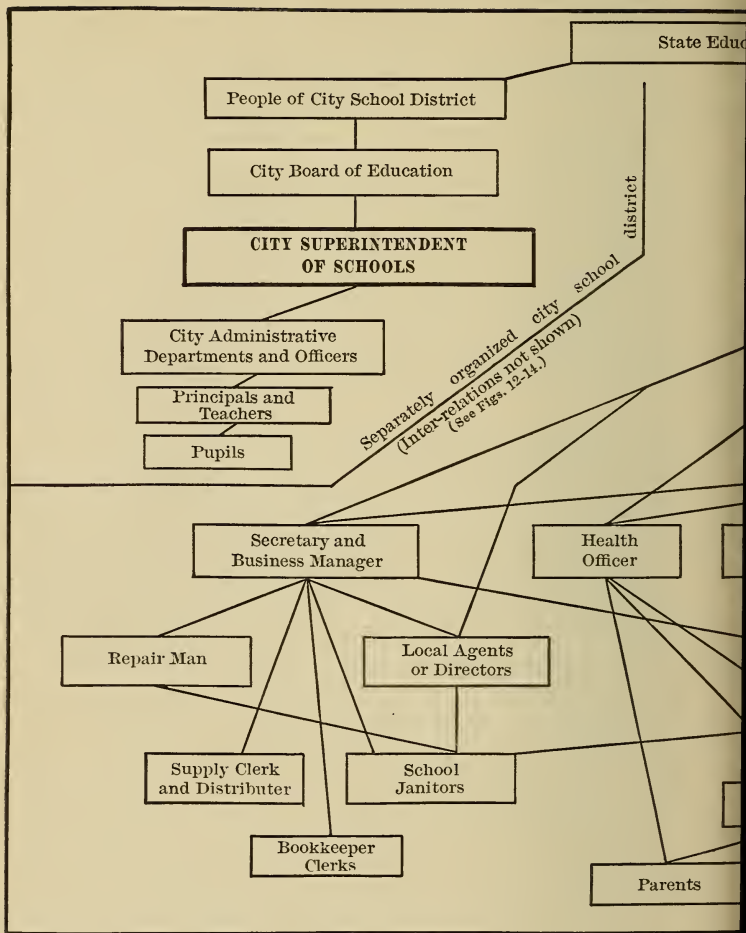 State Educ
People of City School District
City Board of Education
CITY SUPERINTENDENT
OF SCHOOLS
City Administrative
Departments and Officers
Principals and
Teachers
Pupils
Separately organized city school district
(Inter-relations not shown)
(See Figs. 12-14.)
Secretary and
Business Manager
Health
Officer
Repair Man
Local Agents
or Directors
Supply Clerk
and Distributer
School
Janitors
Bookkeeper
Clerks
Parents